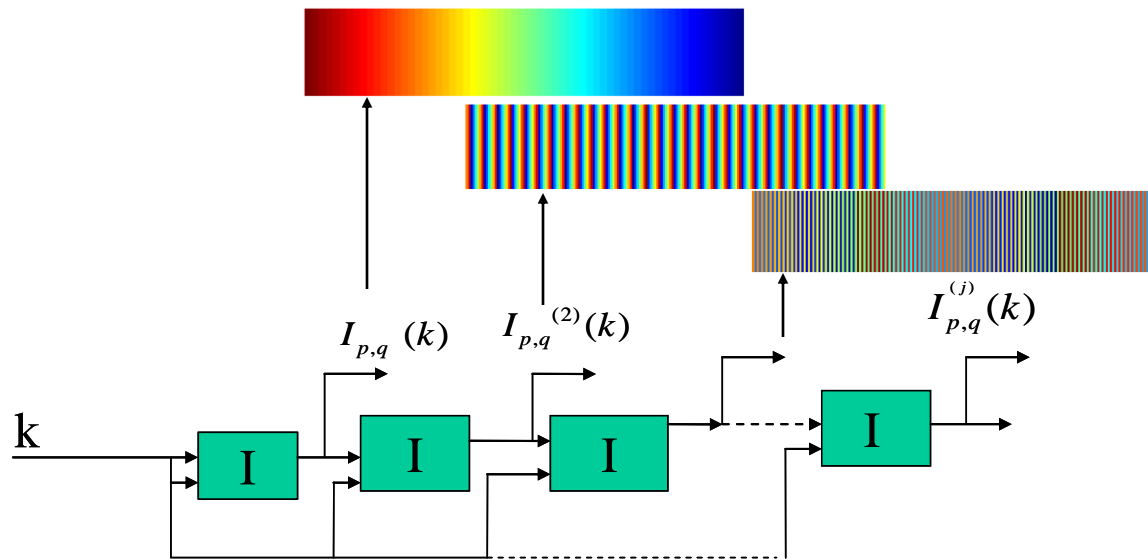 I_{p,q} (k)
I_{p,q}^{(2)} (k)
I_{p,q}^{(j)} (k)
k
I
I
I
I